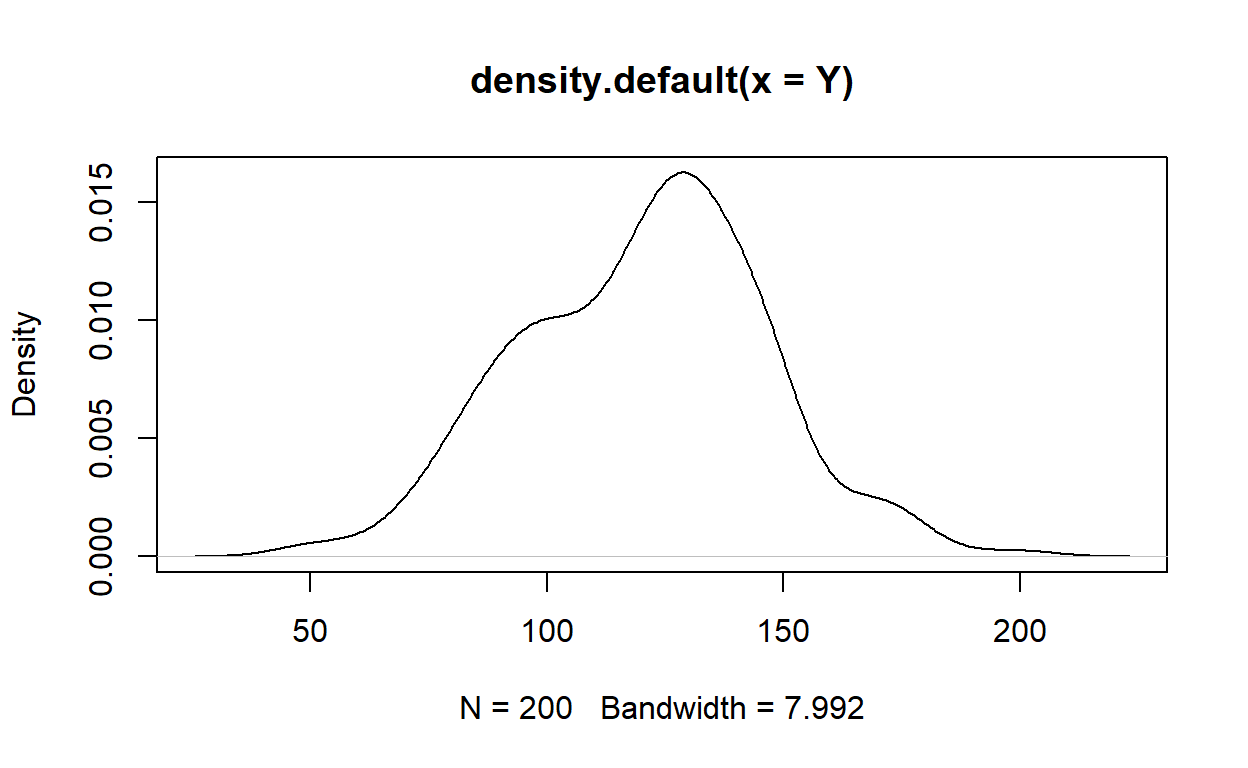 density.default(x = Y)
Density
0.015
0.010
0.005
0.000
50 100 150 200
N = 200 Bandwidth = 7.992